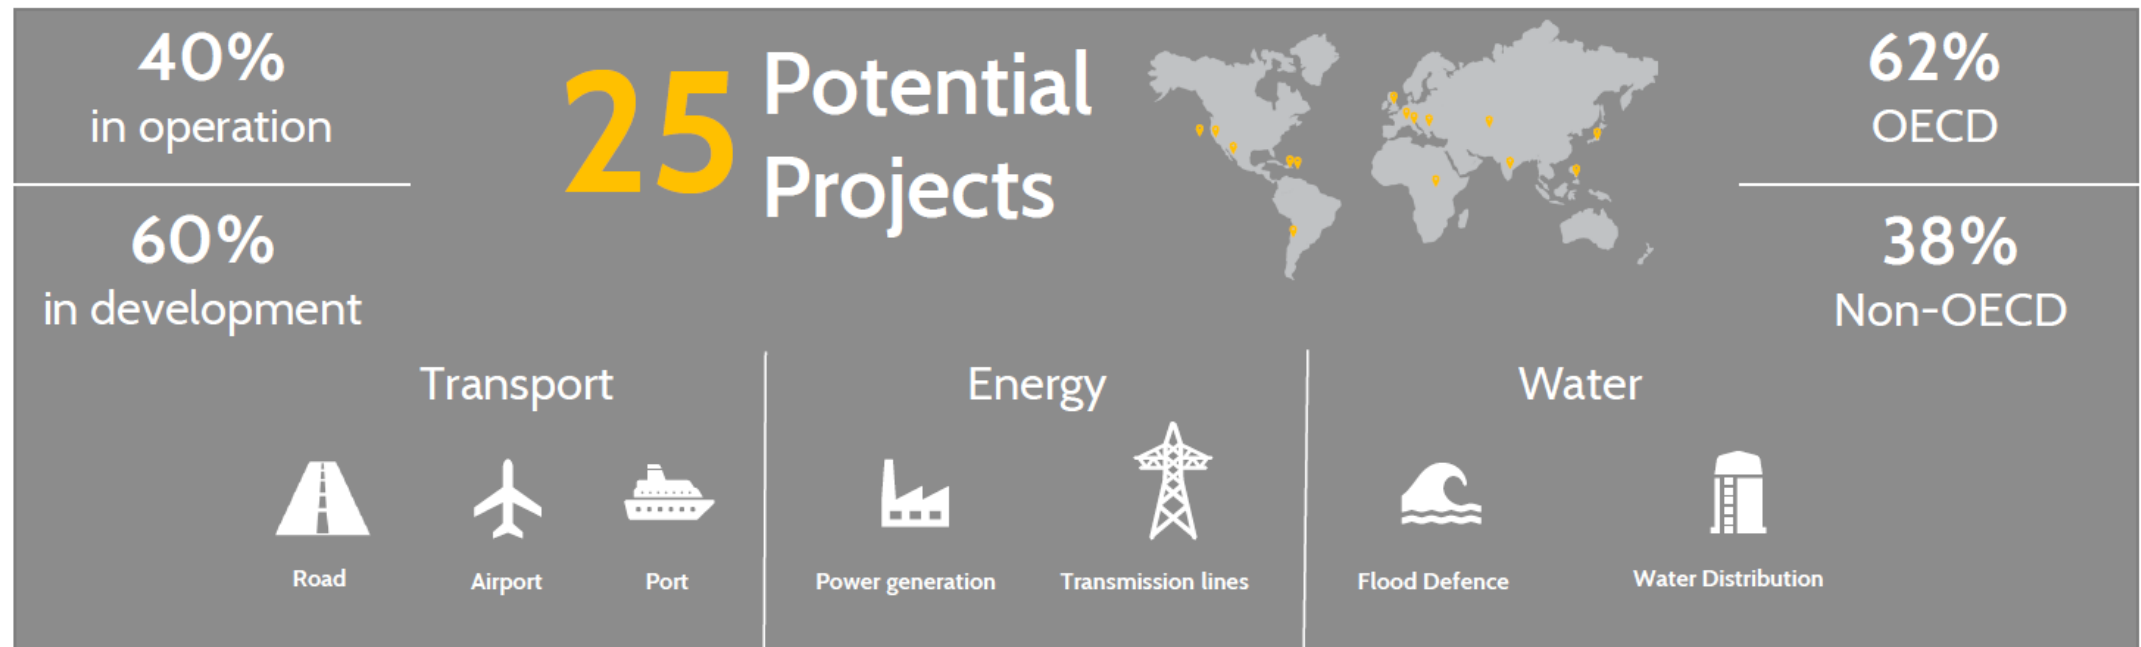 40%
in operation
60%
in development
25
Potential
Projects
62%
OECD
38%
Non-OECD
Transport
Road
Airport
Port
Energy
Power generation
Transmission lines
Water
Flood Defence
Water Distribution